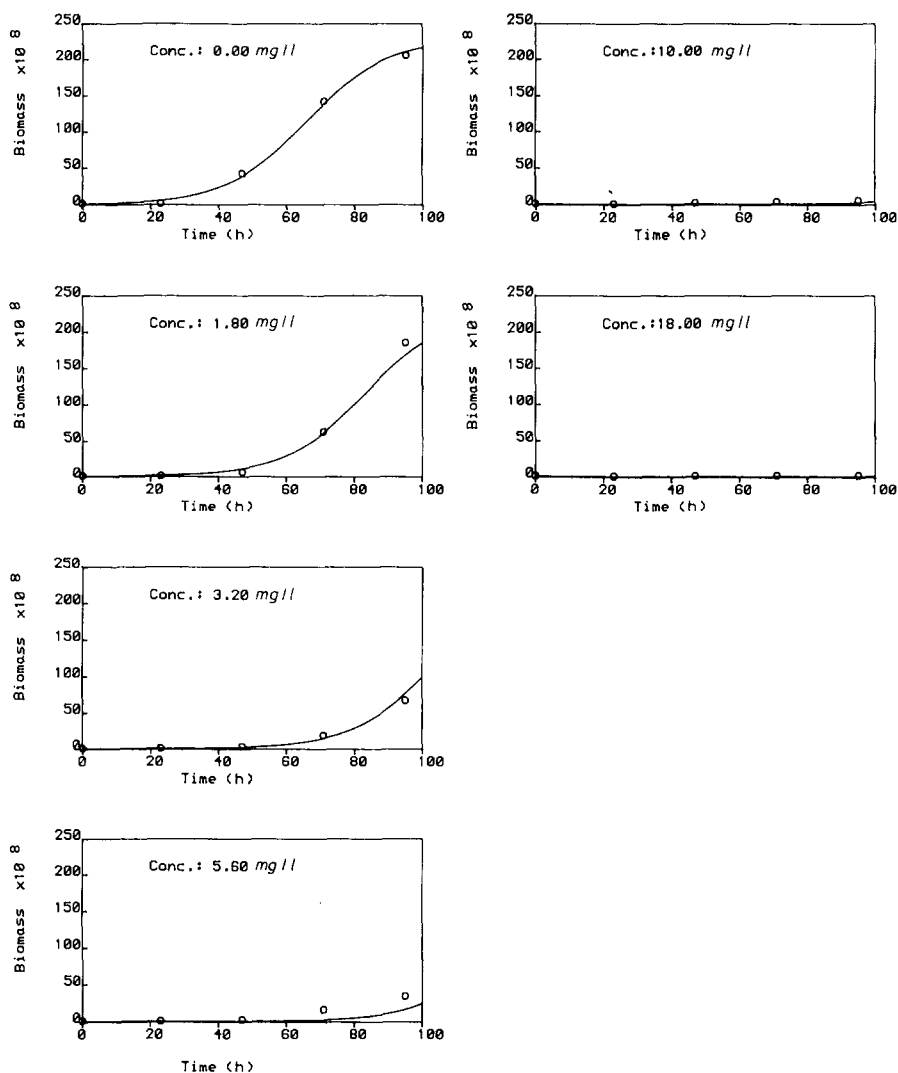 Conc.: 0.00 mg/l
Biomass x10 8
250
200
150
100
50
0
0 20 40 60 80 100
Time (h)
Conc.:10.00 mg/l
Biomass x10 8
250
200
150
100
50
0
0 20 40 60 80 100
Time (h)
Conc.: 1.80 mg/l
Biomass x10 8
250
200
150
100
50
0
0 20 40 60 80 100
Time (h)
Conc.:18.00 mg/l
Biomass x10 8
250
200
150
100
50
0
0 20 40 60 80 100
Time (h)
Conc.: 3.20 mg/l
Biomass x10 8
250
200
150
100
50
0
0 20 40 60 80 100
Time (h)
Conc.: 5.60 mg/l
Biomass x10 8
250
200
150
100
50
0
0 20 40 60 80 100
Time (h)